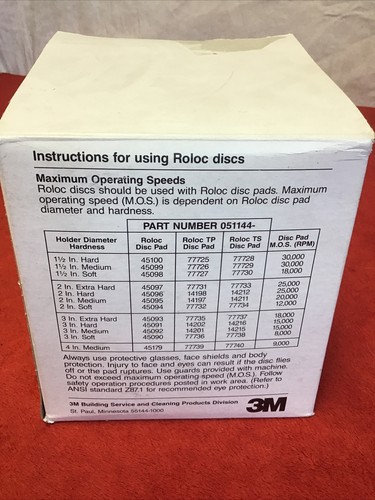 Instructions for using Roloc discs
Maximum Operating Speeds
Roloc discs should be used with Roloc disc pads. Maximum
operating speed (M.O.S.) is dependent on Roloc disc pad
diameter and hardness.
PART NUMBER 051144-
Holder Diameter Hardness Roloc Disc Pad Roloc TP Disc Pad Roloc TS Disc Pad Disc Pad M.O.S. (RPM)
1½ In. Hard 45100 77725 77728 30,000
1½ In. Medium 45099 77726 77729 30,000
1½ In. Soft 45098 77727 77730 18,000
2 In. Extra Hard 45097 77731 77733 25,000
2 In. Hard 45096 14198 14212 25,000
2 In. Medium 45095 14197 14211 20,000
2 In. Soft 45094 77732 77734 12,000
3 In. Extra Hard 45093 77735 77737 18,000
3 In. Hard 45091 14202 14216 15,000
3 In. Medium 45092 14201 14215 15,000
3 In. Soft 45090 77736 77738 8,000
4 In. Medium 45179 77739 77740 9,000
Always use protective glasses, face shields and body
protection. Injury to face and eyes can result if the disc flies
off or the pad ruptures. Use guards provided with machine.
Do not exceed maximum operating speed (M.O.S.). Follow
safety operation procedures posted in work area. (Refer to
ANSI standard Z87.1 for recommended eye protection.)
3M Building Service and Cleaning Products Division
St. Paul, Minnesota 55144-1000
3M